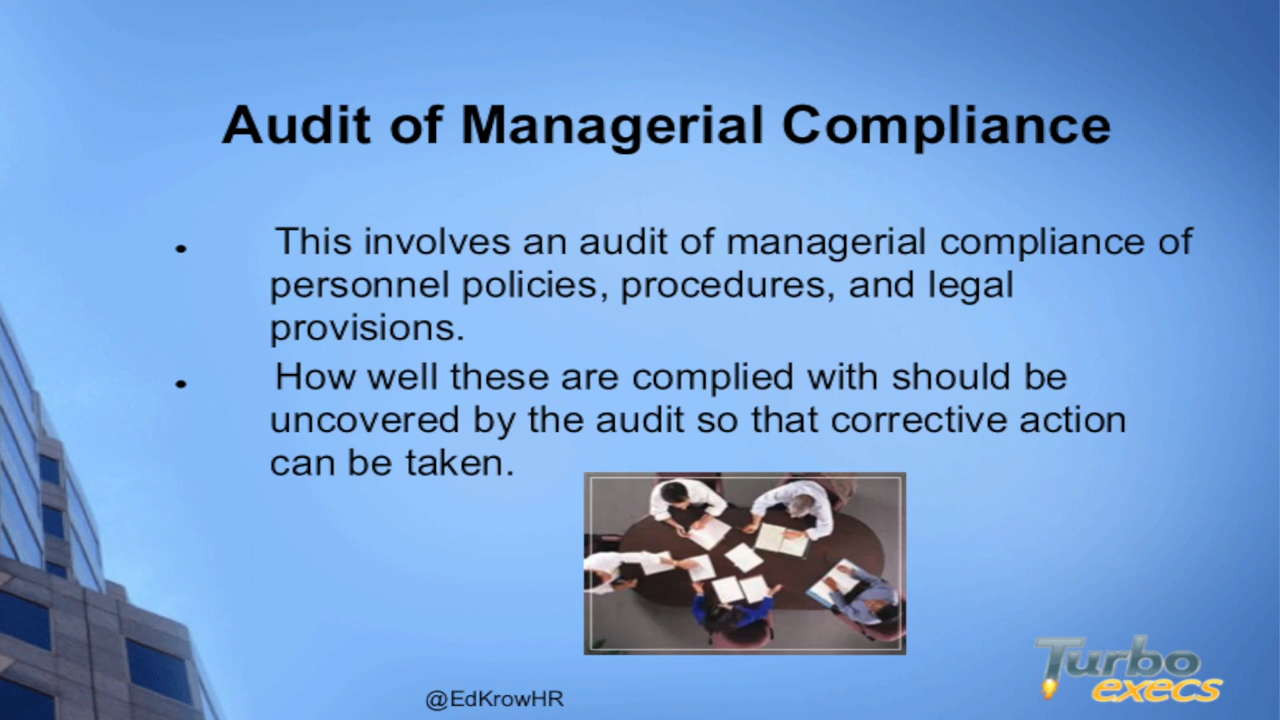 Audit of Managerial Compliance
• This involves an audit of managerial compliance of
personnel policies, procedures, and legal
provisions.
• How well these are complied with should be
uncovered by the audit so that corrective action
can be taken.
Turbo
execs
@EdKrowHR